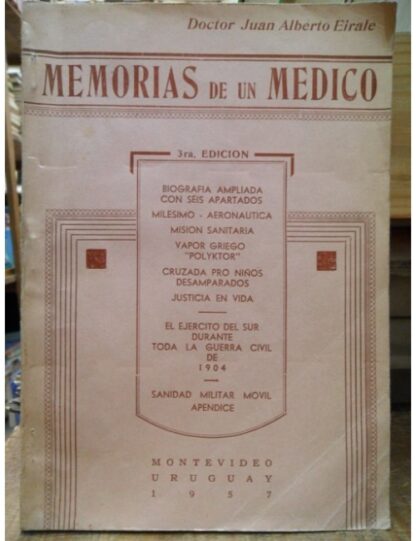 Doctor Juan Alberto Eirale
MEMORIAS DE UN MEDICO
3ra. EDICION
BIOGRAFIA AMPLIADA
CON SEIS APARTADOS
MILESIMO - AERONAUTICA
MISION SANITARIA
VAPOR GRIEGO
"POLYKTOR"
CRUZADA PRO NIÑOS
DESAMPARADOS
JUSTICIA EN VIDA
EL EJERCITO DEL SUR
DURANTE
TODA LA GUERRA CIVIL
DE
1904
SANIDAD MILITAR MOVIL
APENDICE
MONTEVIDEO
URUGUAY
1957